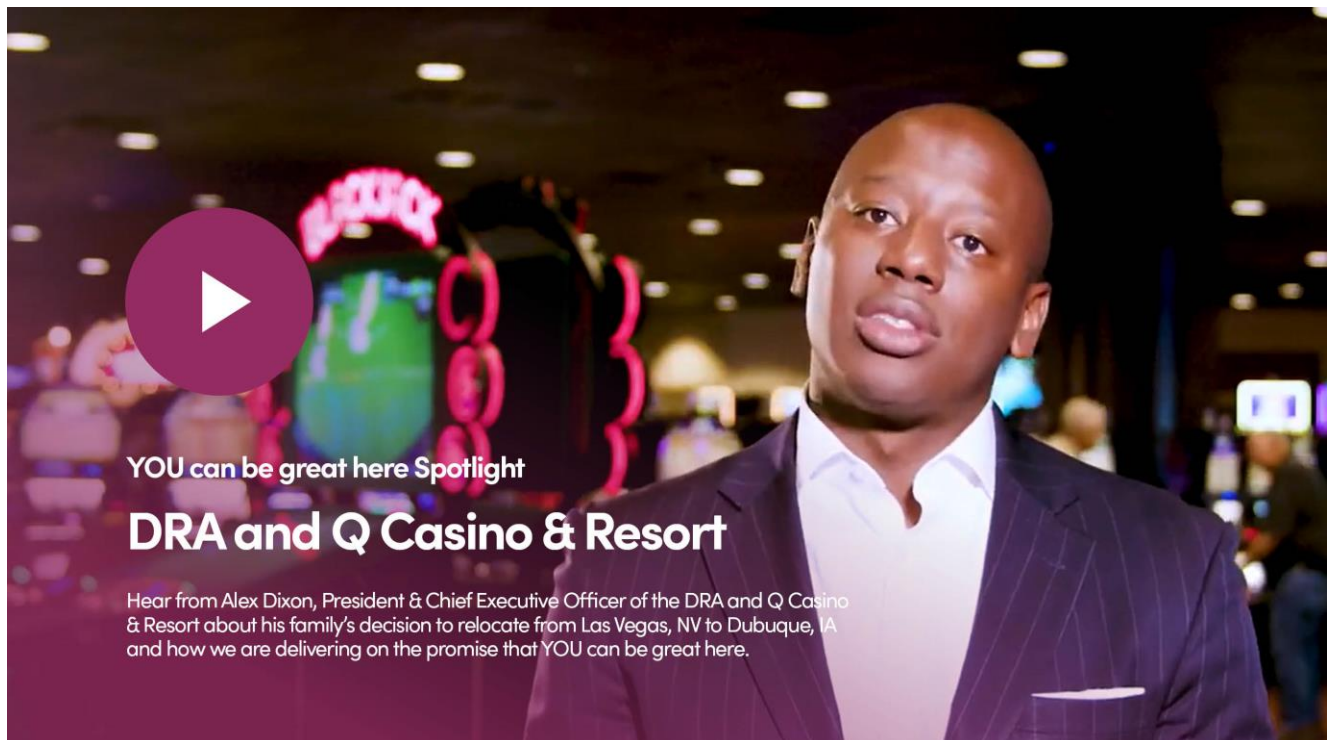 BLACKJACK
YOU can be great here Spotlight
DRA and Q Casino & Resort
Hear from Alex Dixon, President & Chief Executive Officer of the DRA and Q Casino
& Resort about his family's decision to relocate from Las Vegas, NV to Dubuque, IA
and how we are delivering on the promise that YOU can be great here.